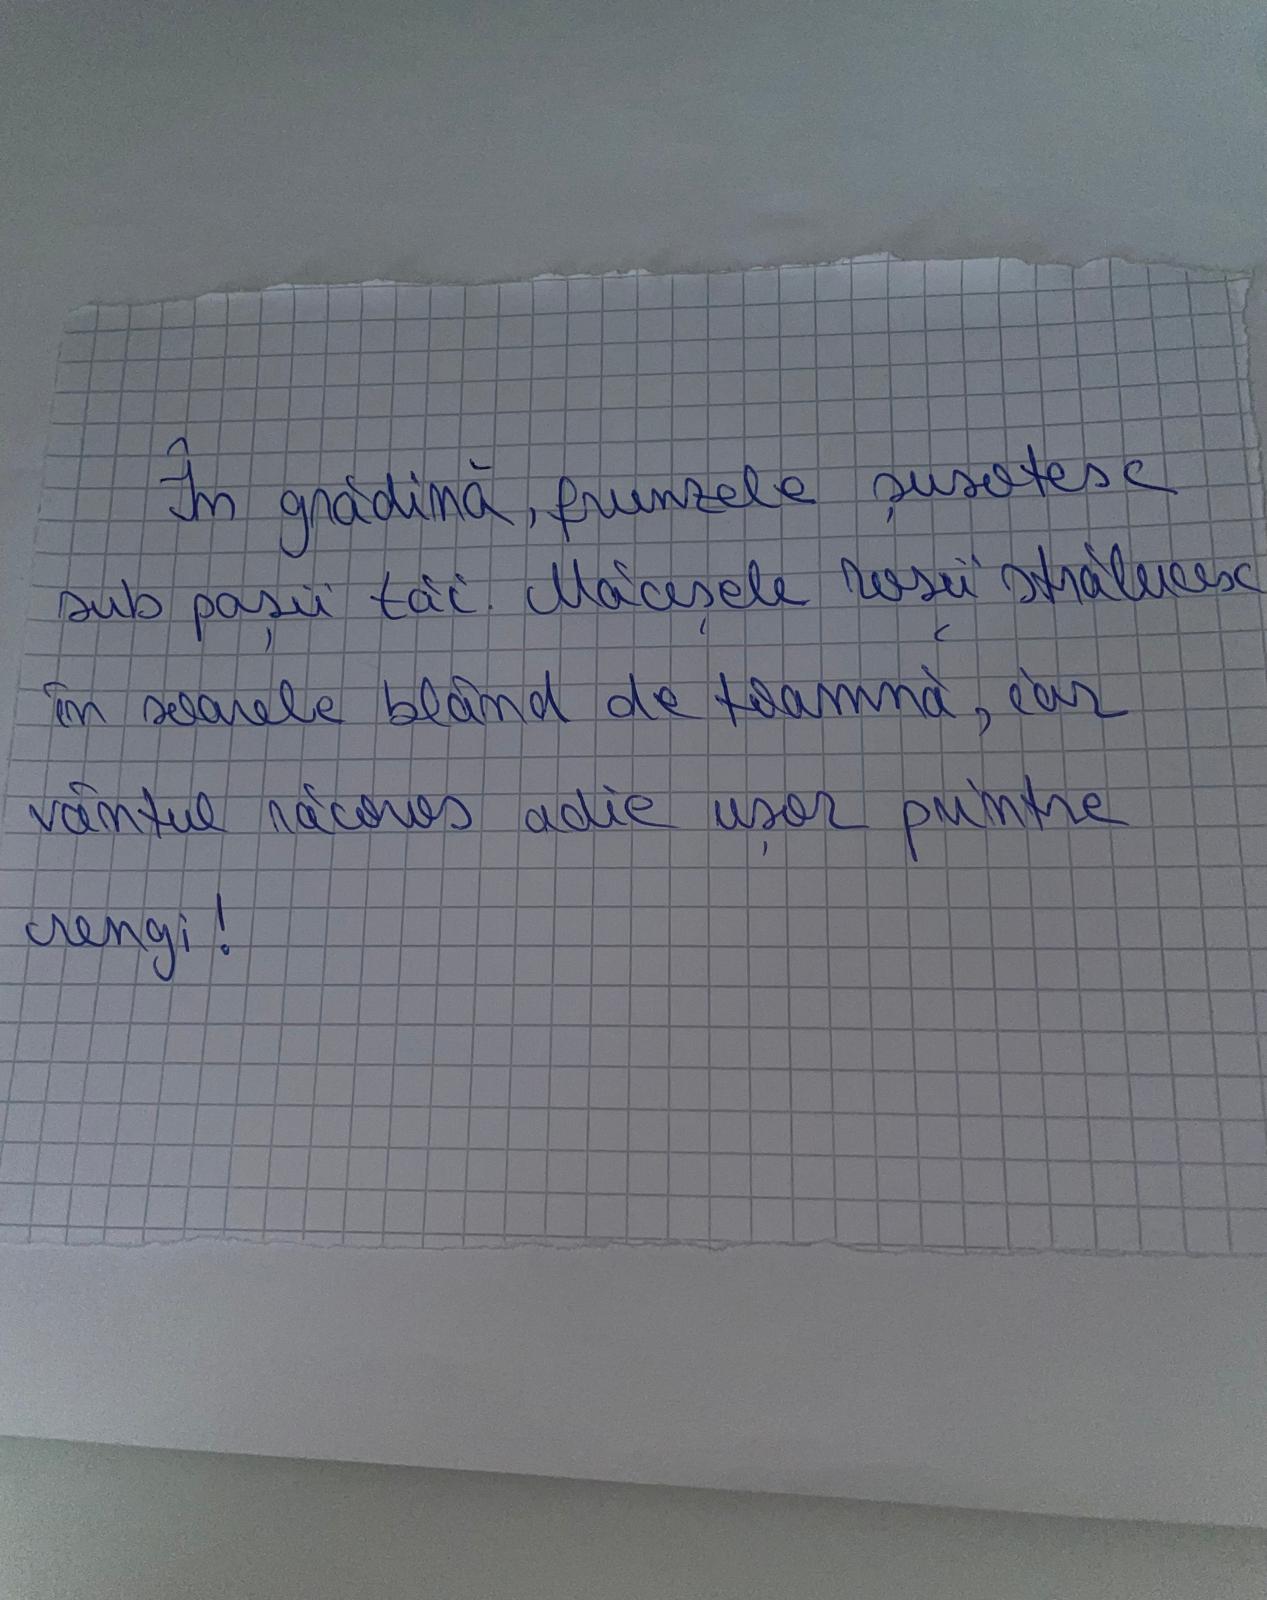 În grădină, frunzele șușotesc
sub pașii tăi. Măceșele roșii strălucesc
în soarele blând de toamnă, iar
vântul răcoros adie ușor printre
crengi!